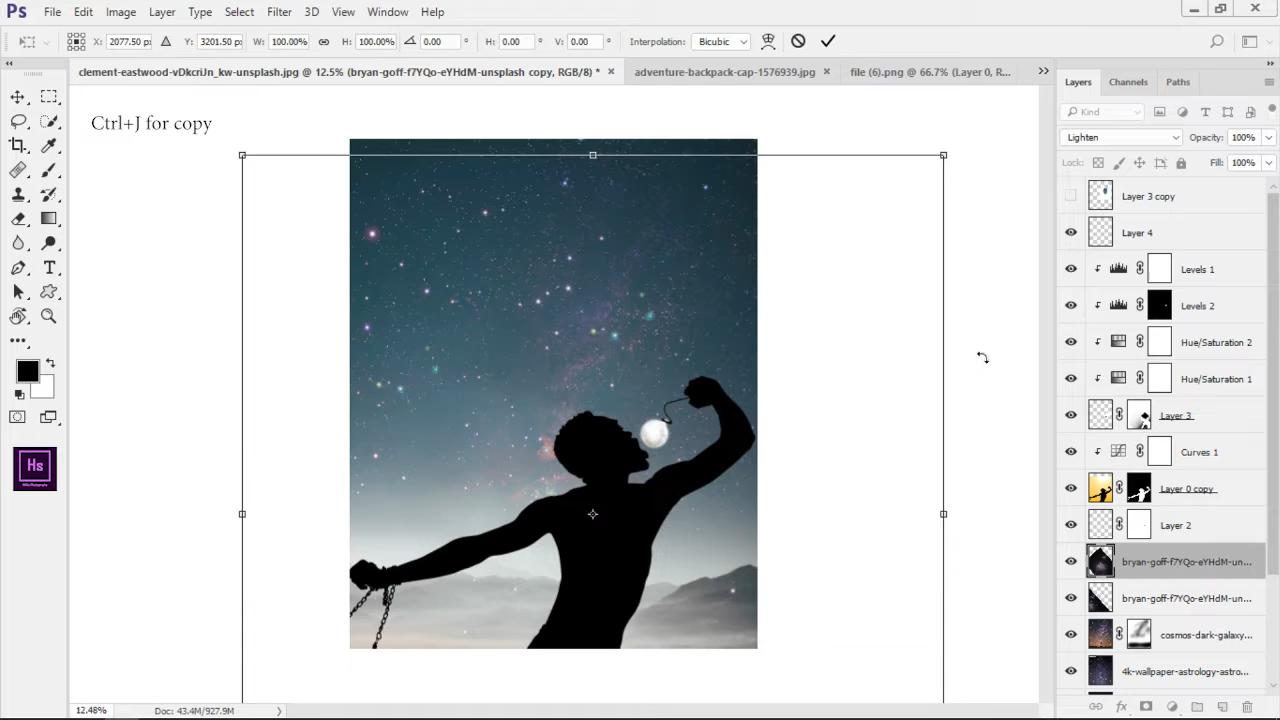 Ps File Edit Image Layer Type Select Filter 3D View Window Help
X: 2077.50 px Y: 3201.50 px W: 100.00% H: 100.00% 0.00 ° H: 0.00 ° V: 0.00 ° Interpolation: Bicubic
clement-eastwood-vDkcriJn_kw-unsplash.jpg @ 12.5% (bryan-goff-f7YQo-eYHdM-unsplash copy, RGB/8) * × adventure-backpack-cap-1576939.jpg × file (6).png @ 66.7% (Layer 0, R...
Layers Channels Paths
Ctrl+J for copy
Kind
Lighten Opacity: 100%
Lock: Fill: 100%
Layer 3 copy
Layer 4
Levels 1
Levels 2
Hue/Saturation 2
Hue/Saturation 1
Layer 3
Curves 1
Layer 0 copy
Layer 2
bryan-goff-f7YQo-eYHdM-un...
bryan-goff-f7YQo-eYHdM-un...
cosmos-dark-galaxy...
4k-wallpaper-astrology-astro...
Hs
12.48% Doc: 43.4M/927.9M